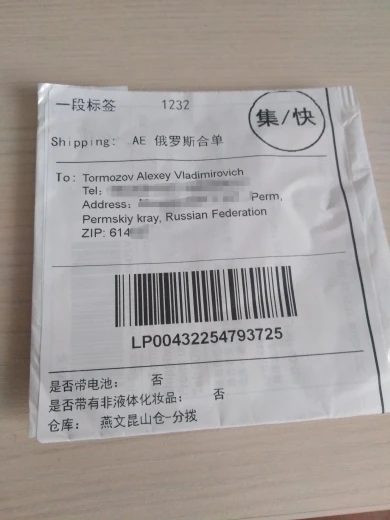 一段标签 1232
集/快
Shipping: AE 俄罗斯合单
To: Tormozov Alexey Vladimirovich
Tel:
Address: Perm,
Permskiy kray, Russian Federation
ZIP: 614
LP00432254793725
是否带电池: 否
是否带有非液体化妆品: 否
仓库: 燕文昆山仓-分拨